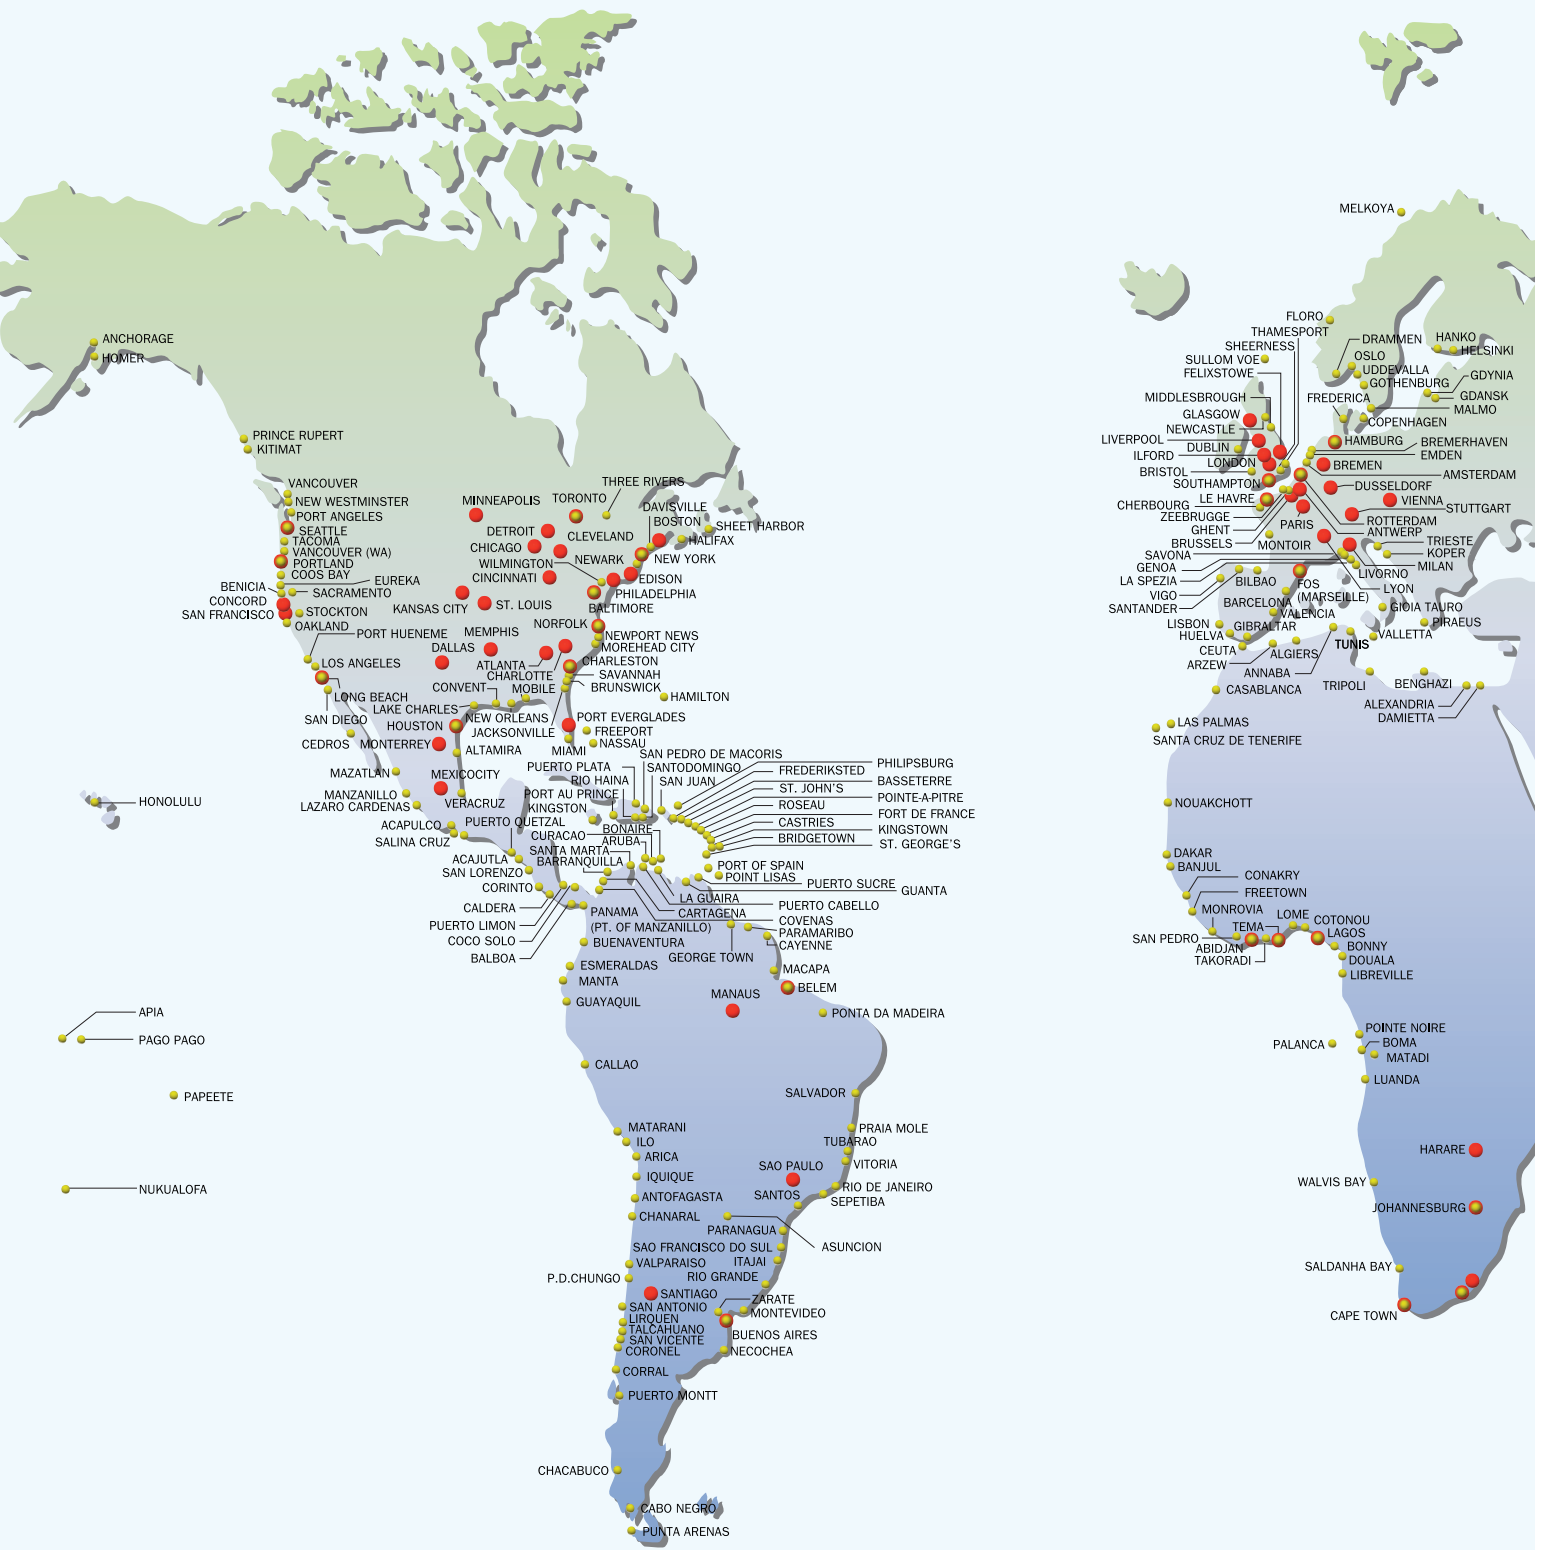 MELKOYA
FLORO
THAMESPORT
SHEERNESS
SULLOM VOE
FELIXSTOWE
DRAMMEN
OSLO
UDDEVALLA
GOTHENBURG
HANKO
HELSINKI
GDYNIA
GDANSK
MALMO
COPENHAGEN
FREDERICA
MIDDLESBROUGH
GLASGOW
NEWCASTLE
LIVERPOOL
DUBLIN
ILFORD
LONDON
BRISTOL
SOUTHAMPTON
LE HAVRE
CHERBOURG
ZEEBRUGGE
GHENT
BRUSSELS
HAMBURG
BREMERHAVEN
EMDEN
BREMEN
AMSTERDAM
DUSSELDORF
VIENNA
STUTTGART
PARIS
ROTTERDAM
ANTWERP
MONTOIR
TRIESTE
KOPER
MILAN
SAVONA
GENOA
LA SPEZIA
LIVORNO
LYON
VIGO
BILBAO
SANTANDER
FOS
(MARSEILLE)
BARCELONA
VALENCIA
GIOIA TAURO
PIRAEUS
LISBON
GIBRALTAR
HUELVA
VALLETTA
CEUTA
TUNIS
ALGIERS
ARZEW
ANNABA
TRIPOLI
BENGHAZI
CASABLANCA
ALEXANDRIA
DAMIETTA
LAS PALMAS
SANTA CRUZ DE TENERIFE
NOUAKCHOTT
DAKAR
BANJUL
CONAKRY
FREETOWN
MONROVIA
LOME
COTONOU
TEMA
LAGOS
SAN PEDRO
ABIDJAN
TAKORADI
BONNY
DOUALA
LIBREVILLE
POINTE NOIRE
PALANCA
BOMA
MATADI
LUANDA
HARARE
WALVIS BAY
JOHANNESBURG
SALDANHA BAY
CAPE TOWN
ANCHORAGE
HOMER
PRINCE RUPERT
KITIMAT
VANCOUVER
NEW WESTMINSTER
PORT ANGELES
SEATTLE
TACOMA
VANCOUVER (WA)
PORTLAND
COOS BAY
EUREKA
BENICIA
SACRAMENTO
CONCORD
SAN FRANCISCO
STOCKTON
OAKLAND
PORT HUENEME
LOS ANGELES
LONG BEACH
SAN DIEGO
CEDROS
MINNEAPOLIS
TORONTO
THREE RIVERS
DAVISVILLE
BOSTON
SHEET HARBOR
HALIFAX
DETROIT
CLEVELAND
CHICAGO
NEWARK
NEW YORK
WILMINGTON
CINCINNATI
EDISON
PHILADELPHIA
KANSAS CITY
ST. LOUIS
BALTIMORE
NORFOLK
MEMPHIS
NEWPORT NEWS
MOREHEAD CITY
DALLAS
ATLANTA
CHARLESTON
CHARLOTTE
SAVANNAH
CONVENT
MOBILE
BRUNSWICK
HAMILTON
LAKE CHARLES
HOUSTON
NEW ORLEANS
JACKSONVILLE
PORT EVERGLADES
FREEPORT
NASSAU
MIAMI
MONTERREY
ALTAMIRA
MAZATLAN
MEXICOCITY
MANZANILLO
LAZARO CARDENAS
VERACRUZ
ACAPULCO
SALINA CRUZ
PUERTO QUETZAL
ACAJUTLA
SAN LORENZO
CORINTO
CALDERA
PUERTO LIMON
COCO SOLO
BALBOA
SAN PEDRO DE MACORIS
PUERTO PLATA
SANTODOMINGO
RIO HAINA
SAN JUAN
PORT AU PRINCE
KINGSTON
BONAIRE
CURACAO
ARUBA
SANTA MARTA
BARRANQUILLA
PHILIPSBURG
FREDERIKSTED
BASSETERRE
ST. JOHN'S
POINTE-A-PITRE
ROSEAU
FORT DE FRANCE
CASTRIES
KINGSTOWN
BRIDGETOWN
ST. GEORGE'S
PORT OF SPAIN
POINT LISAS
PUERTO SUCRE
GUANTA
LA GUAIRA
PUERTO CABELLO
CARTAGENA
COVENAS
PANAMA
(PT. OF MANZANILLO)
PARAMARIBO
CAYENNE
GEORGE TOWN
BUENAVENTURA
ESMERALDAS
MANTA
GUAYAQUIL
MACAPA
BELEM
MANAUS
PONTA DA MADEIRA
CALLAO
SALVADOR
MATARANI
ILO
ARICA
IQUIQUE
ANTOFAGASTA
CHANARAL
PRAIA MOLE
TUBARAO
VITORIA
SAO PAULO
SANTOS
RIO DE JANEIRO
SEPETIBA
PARANAGUA
ASUNCION
SAO FRANCISCO DO SUL
ITAJAI
RIO GRANDE
VALPARAISO
P.D.CHUNGO
SANTIAGO
SAN ANTONIO
LIRQUEN
TALCAHUANO
SAN VICENTE
CORONEL
ZARATE
MONTEVIDEO
BUENOS AIRES
NECOCHEA
CORRAL
PUERTO MONTT
CHACABUCO
CABO NEGRO
PUNTA ARENAS
HONOLULU
APIA
PAGO PAGO
PAPEETE
NUKUALOFA